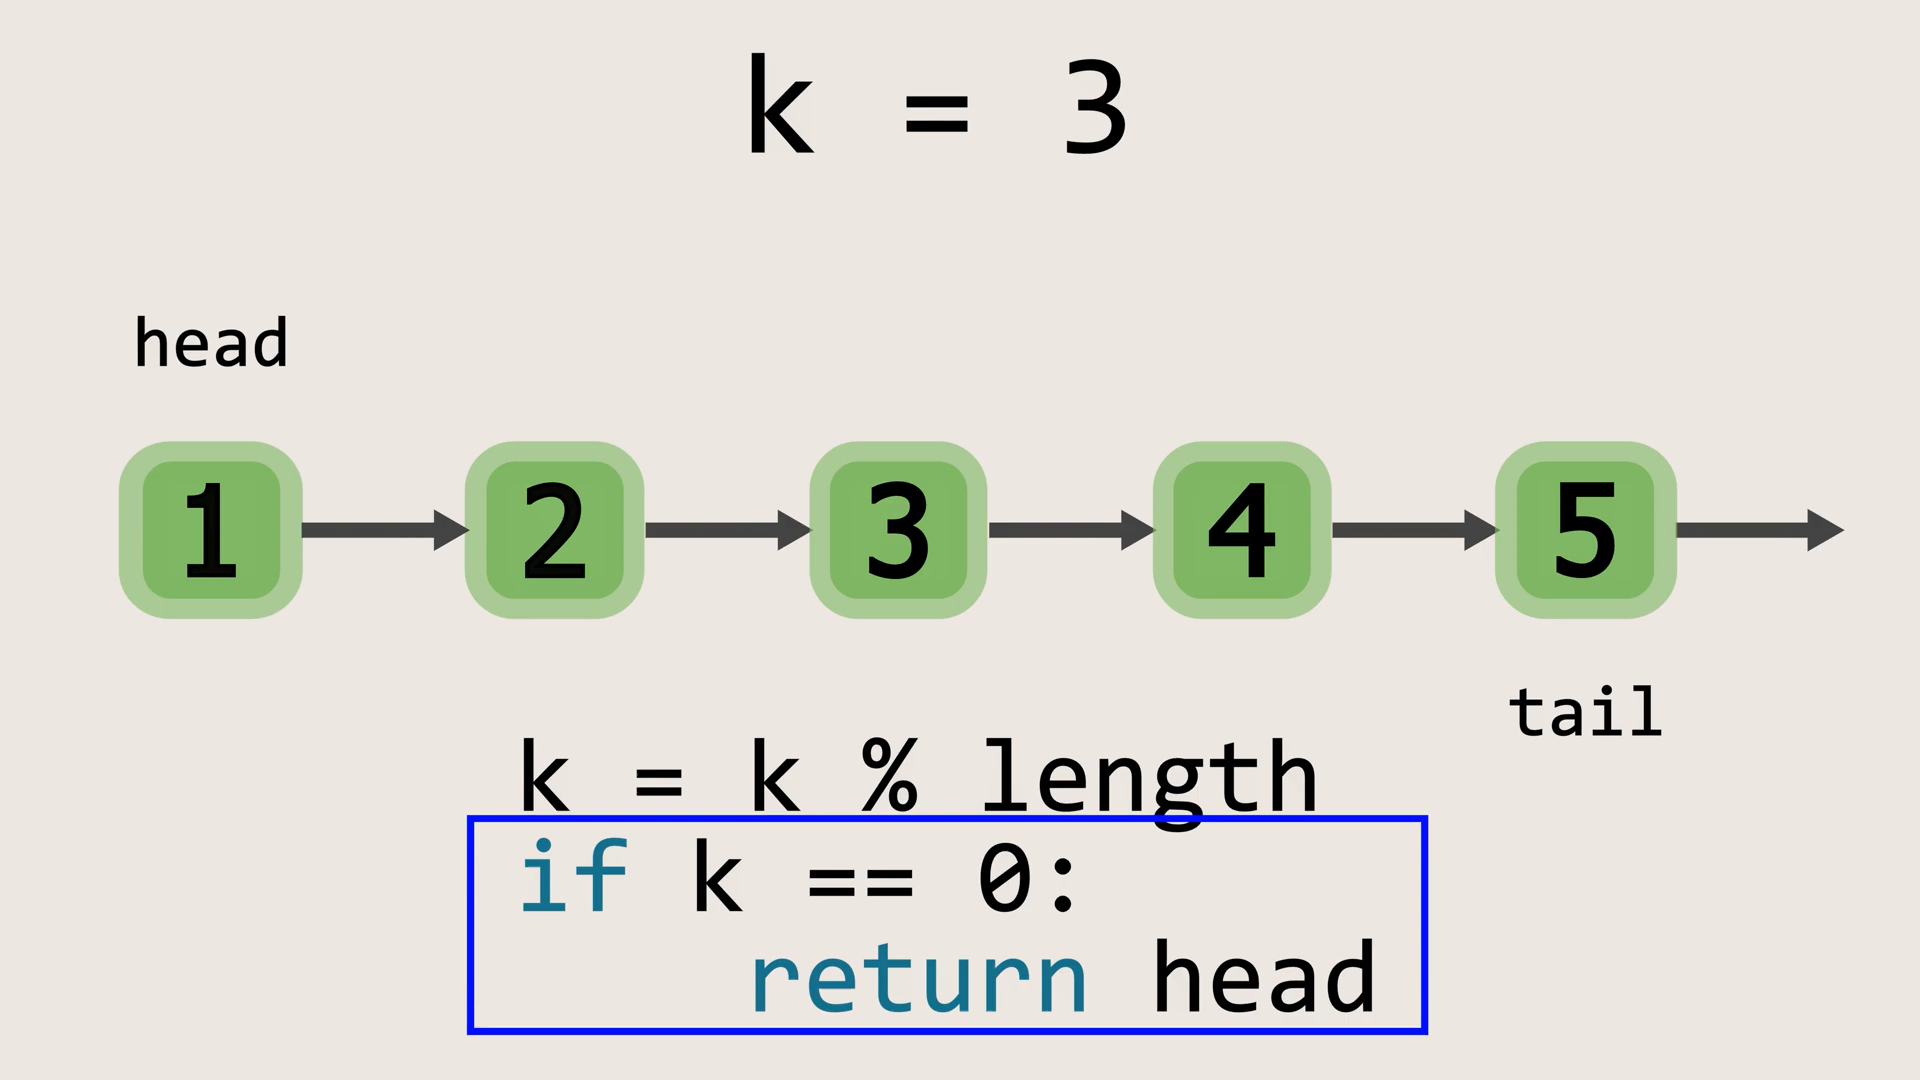 k = 3
head
1 2 3 4 5
tail
k = k % length
if k == 0:
    return head